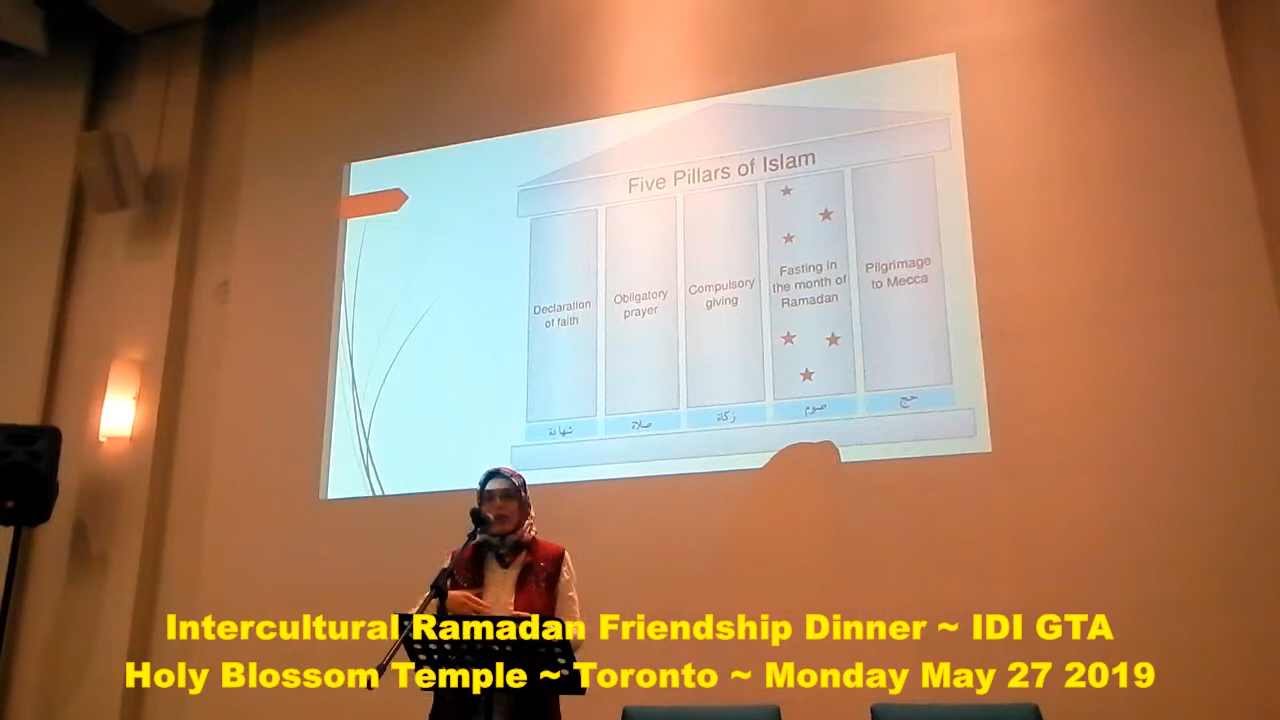 Five Pillars of Islam
Declaration
of faith
Obligatory
prayer
Compulsory
giving
Fasting in
the month of
Ramadan
Pilgrimage
to Mecca
شهادة
صلاة
زكاة
صوم
حج
Intercultural Ramadan Friendship Dinner ~ IDI GTA
Holy Blossom Temple ~ Toronto ~ Monday May 27 2019